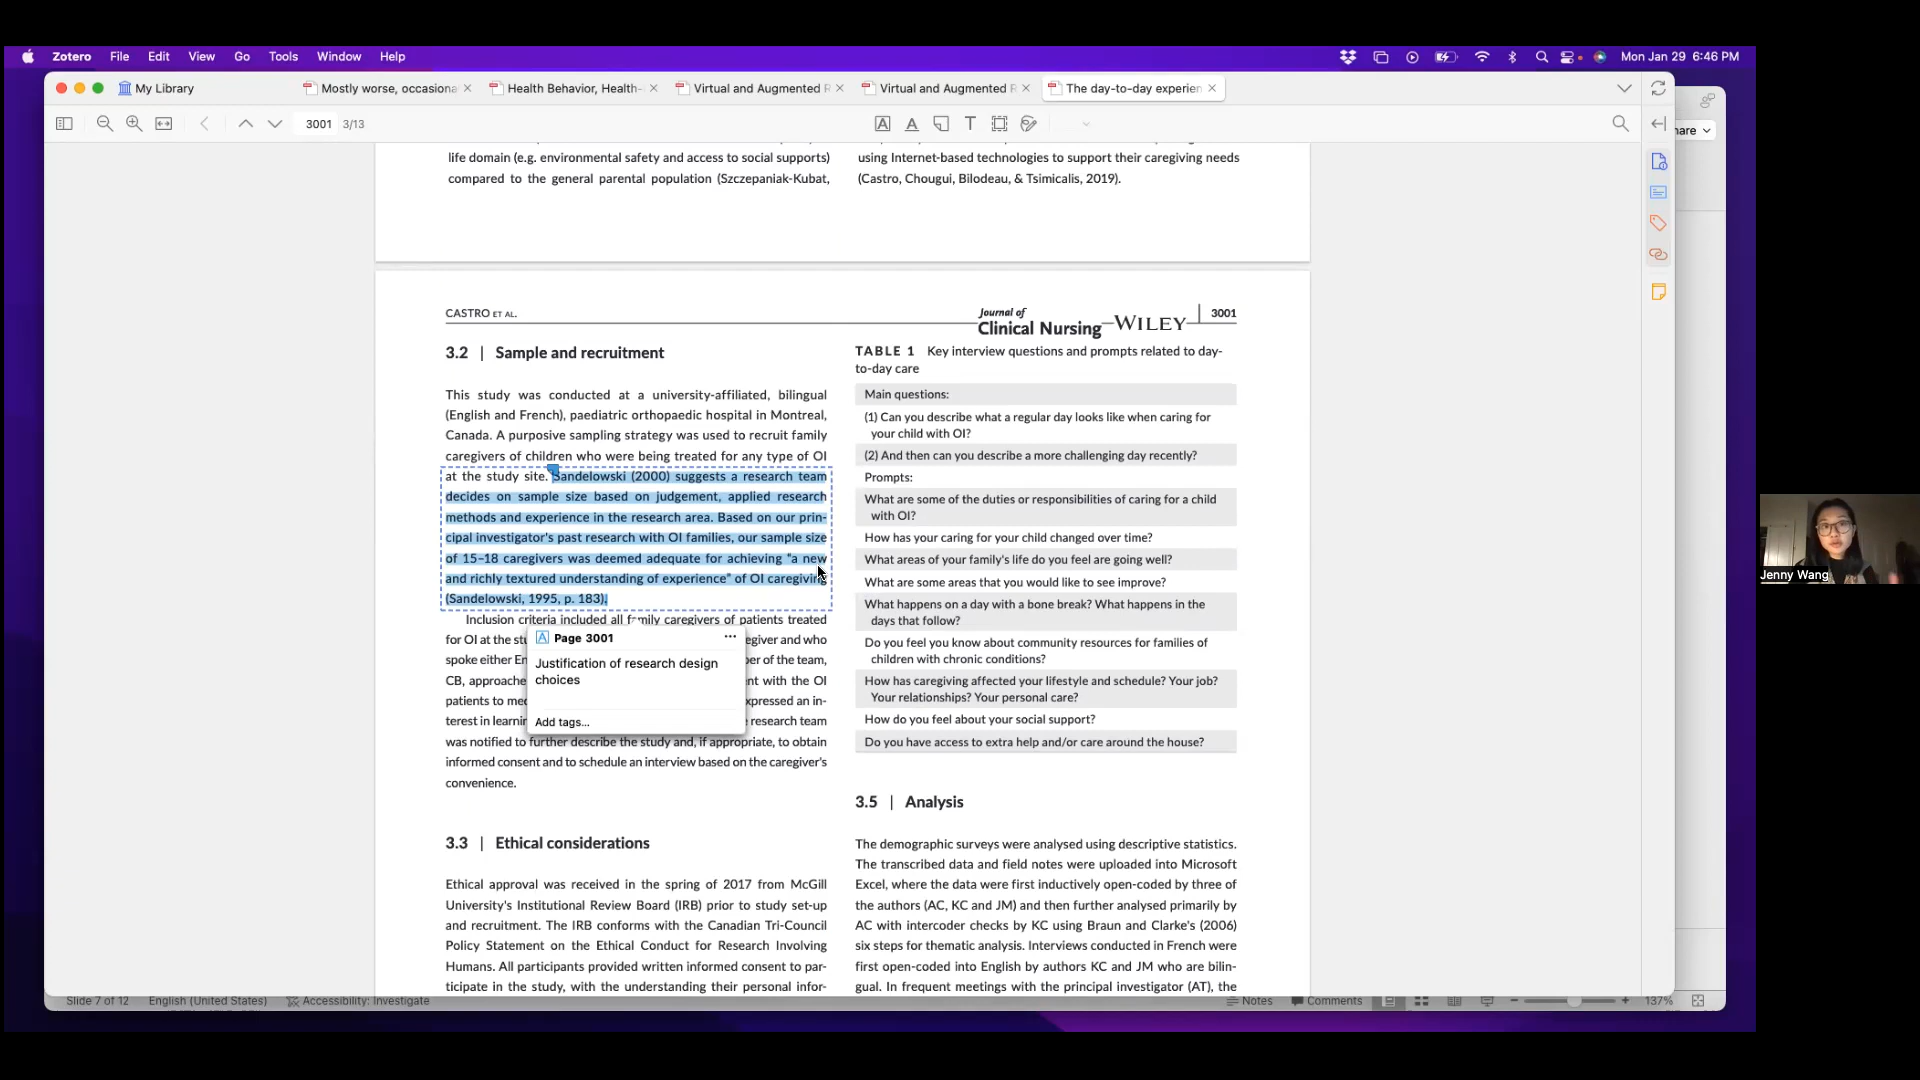 Zotero File Edit View Go Tools Window Help
Mon Jan 29 6:46 PM
My Library
Mostly worse, occasiona
Health Behavior, Health-
Virtual and Augmented R
Virtual and Augmented R
The day-to-day experien
3001 3/13
hare
life domain (e.g. environmental safety and access to social supports)
compared to the general parental population (Szczepaniak-Kubat,
using Internet-based technologies to support their caregiving needs
(Castro, Chougui, Bilodeau, & Tsimicalis, 2019).
CASTRO ET AL.
Journal of
Clinical Nursing
WILEY
3001
3.2 | Sample and recruitment
This study was conducted at a university-affiliated, bilingual
(English and French), paediatric orthopaedic hospital in Montreal,
Canada. A purposive sampling strategy was used to recruit family
caregivers of children who were being treated for any type of OI
at the study site. Sandelowski (2000) suggests a research team
decides on sample size based on judgement, applied research
methods and experience in the research area. Based on our prin-
cipal investigator's past research with OI families, our sample size
of 15–18 caregivers was deemed adequate for achieving "a new
and richly textured understanding of experience" of OI caregiving
(Sandelowski, 1995, p. 183).
Inclusion criteria included all family caregivers of patients treated
for OI at the stu
egiver and who
spoke either En
ber of the team,
CB, approache
nt with the OI
patients to med
xpressed an in-
terest in learnin
research team
was notified to further describe the study and, if appropriate, to obtain
informed consent and to schedule an interview based on the caregiver's
convenience.
Page 3001
Justification of research design
choices
Add tags...
3.3 | Ethical considerations
Ethical approval was received in the spring of 2017 from McGill
University's Institutional Review Board (IRB) prior to study set-up
and recruitment. The IRB conforms with the Canadian Tri-Council
Policy Statement on the Ethical Conduct for Research Involving
Humans. All participants provided written informed consent to par-
ticipate in the study, with the understanding their personal infor-
TABLE 1 Key interview questions and prompts related to day-
to-day care
Main questions:
(1) Can you describe what a regular day looks like when caring for
your child with OI?
(2) And then can you describe a more challenging day recently?
Prompts:
What are some of the duties or responsibilities of caring for a child
with OI?
How has your caring for your child changed over time?
What areas of your family's life do you feel are going well?
What are some areas that you would like to see improve?
What happens on a day with a bone break? What happens in the
days that follow?
Do you feel you know about community resources for families of
children with chronic conditions?
How has caregiving affected your lifestyle and schedule? Your job?
Your relationships? Your personal care?
How do you feel about your social support?
Do you have access to extra help and/or care around the house?
3.5 | Analysis
The demographic surveys were analysed using descriptive statistics.
The transcribed data and field notes were uploaded into Microsoft
Excel, where the data were first inductively open-coded by three of
the authors (AC, KC and JM) and then further analysed primarily by
AC with intercoder checks by KC using Braun and Clarke's (2006)
six steps for thematic analysis. Interviews conducted in French were
first open-coded into English by authors KC and JM who are bilin-
gual. In frequent meetings with the principal investigator (AT), the
Jenny Wang
Slide 7 of 12 English (United States) Accessibility: Investigate
Notes Comments 137%